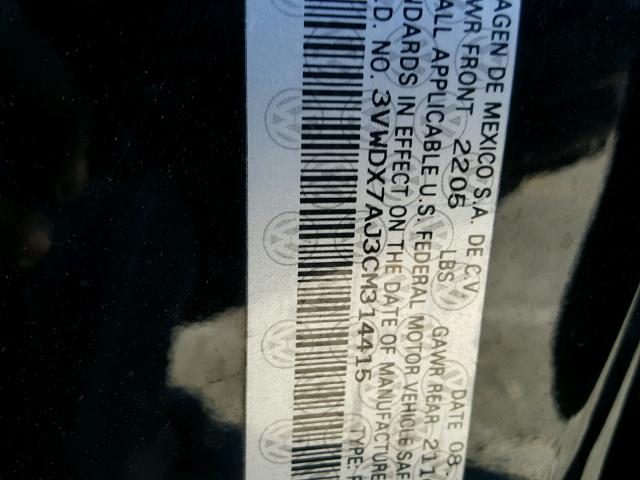 AGEN DE MEXICO S.A. DE C.V. DATE 08
WR FRONT 2205 LBS GAWR REAR 211
ALL APPLICABLE U.S. FEDERAL MOTOR VEHICLE SAF
NDARDS IN EFFECT ON THE DATE OF MANUFACTURE
.D. NO. 3VWDX7AJ3CM314415 TYPE: P